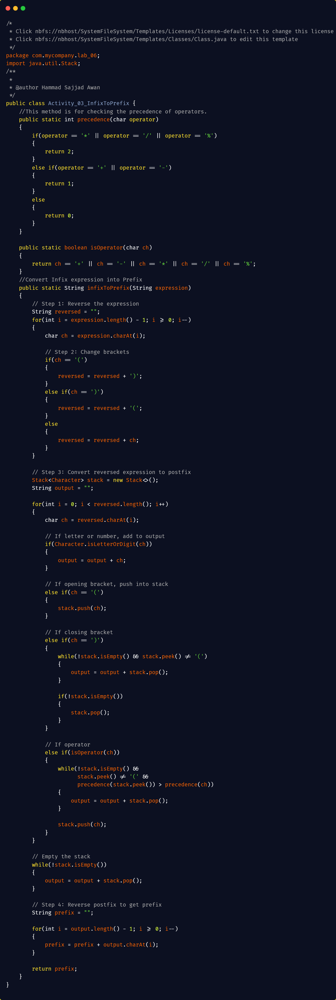 /*
 * Click nbfs://nbhost/SystemFileSystem/Templates/Licenses/license-default.txt to change this license
 * Click nbfs://nbhost/SystemFileSystem/Templates/Classes/Class.java to edit this template
 */
package com.mycompany.lab_06;
import java.util.Stack;
/**
 *
 * @author Hammad Sajjad Awan
 */
public class Activity_03_InfixToPrefix {
    //This method is for checking the precedence of operators.
    public static int precedence(char operator)
    {
        if(operator == '*' || operator == '/' || operator == '%')
        {
            return 2;
        }
        else if(operator == '+' || operator == '-')
        {
            return 1;
        }
        else
        {
            return 0;
        }
    }

    public static boolean isOperator(char ch)
    {
        return ch == '+' || ch == '-' || ch == '*' || ch == '/' || ch == '%';
    }
    //Convert Infix expression into Prefix
    public static String infixToPrefix(String expression)
    {
        // Step 1: Reverse the expression
        String reversed = "";
        for(int i = expression.length() - 1; i >= 0; i--)
        {
            char ch = expression.charAt(i);

            // Step 2: Change brackets
            if(ch == '(')
            {
                reversed = reversed + ')';
            }
            else if(ch == ')')
            {
                reversed = reversed + '(';
            }
            else
            {
                reversed = reversed + ch;
            }
        }

        // Step 3: Convert reversed expression to postfix
        Stack<Character> stack = new Stack<>();
        String output = "";

        for(int i = 0; i < reversed.length(); i++)
        {
            char ch = reversed.charAt(i);

            // If letter or number, add to output
            if(Character.isLetterOrDigit(ch))
            {
                output = output + ch;
            }

            // If opening bracket, push into stack
            else if(ch == '(')
            {
                stack.push(ch);
            }

            // If closing bracket
            else if(ch == ')')
            {
                while(!stack.isEmpty() && stack.peek() != '(')
                {
                    output = output + stack.pop();
                }

                if(!stack.isEmpty())
                {
                    stack.pop();
                }
            }

            // If operator
            else if(isOperator(ch))
            {
                while(!stack.isEmpty() &&
                      stack.peek() != '(' &&
                      precedence(stack.peek()) > precedence(ch))
                {
                    output = output + stack.pop();
                }

                stack.push(ch);
            }
        }

        // Empty the stack
        while(!stack.isEmpty())
        {
            output = output + stack.pop();
        }

        // Step 4: Reverse postfix to get prefix
        String prefix = "";

        for(int i = output.length() - 1; i >= 0; i--)
        {
            prefix = prefix + output.charAt(i);
        }

        return prefix;
    }
}